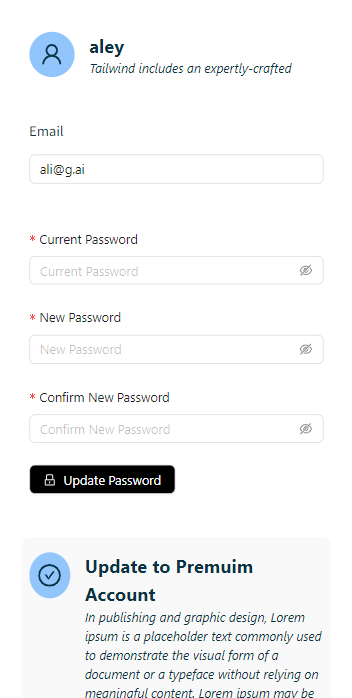 aley
Tailwind includes an expertly-crafted
Email
ali@g.ai
* Current Password
Current Password
* New Password
New Password
* Confirm New Password
Confirm New Password
Update Password
Update to Premuim
Account
In publishing and graphic design, Lorem
ipsum is a placeholder text commonly used
to demonstrate the visual form of a
document or a typeface without relying on
meaningful content. Lorem ipsum may be